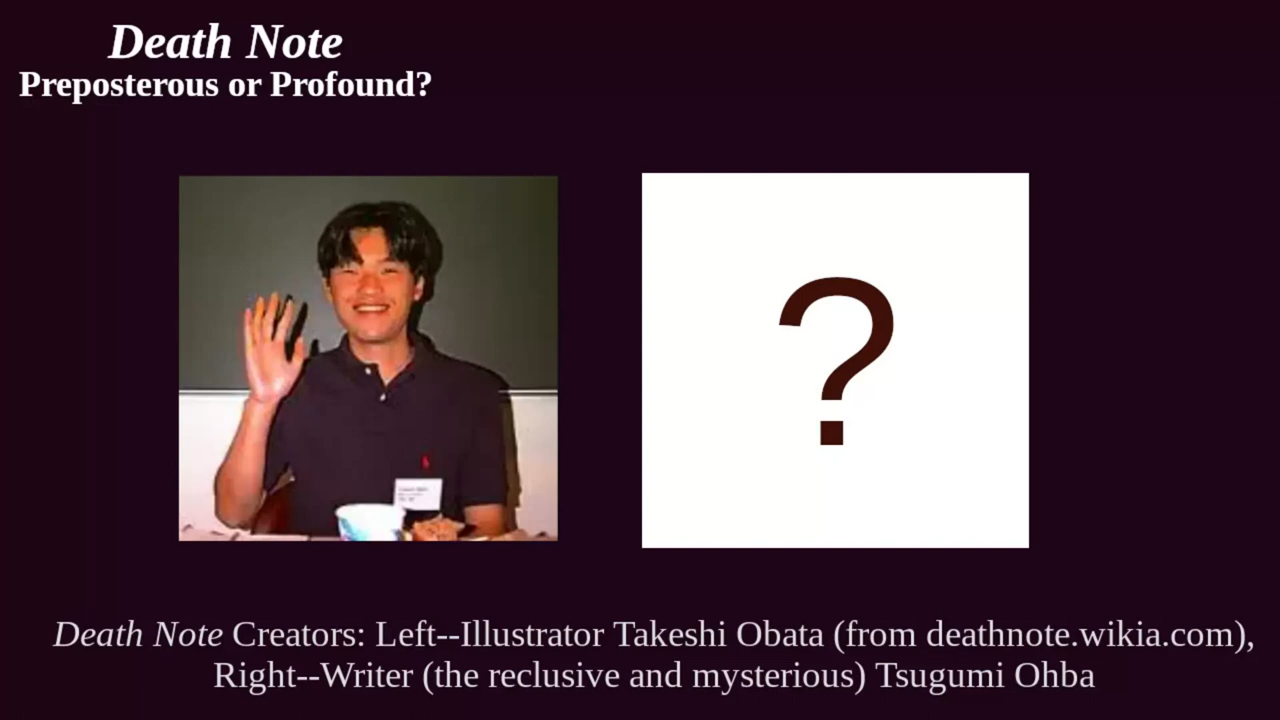 Death Note
Preposterous or Profound?
?
Death Note Creators: Left--Illustrator Takeshi Obata (from deathnote.wikia.com),
Right--Writer (the reclusive and mysterious) Tsugumi Ohba